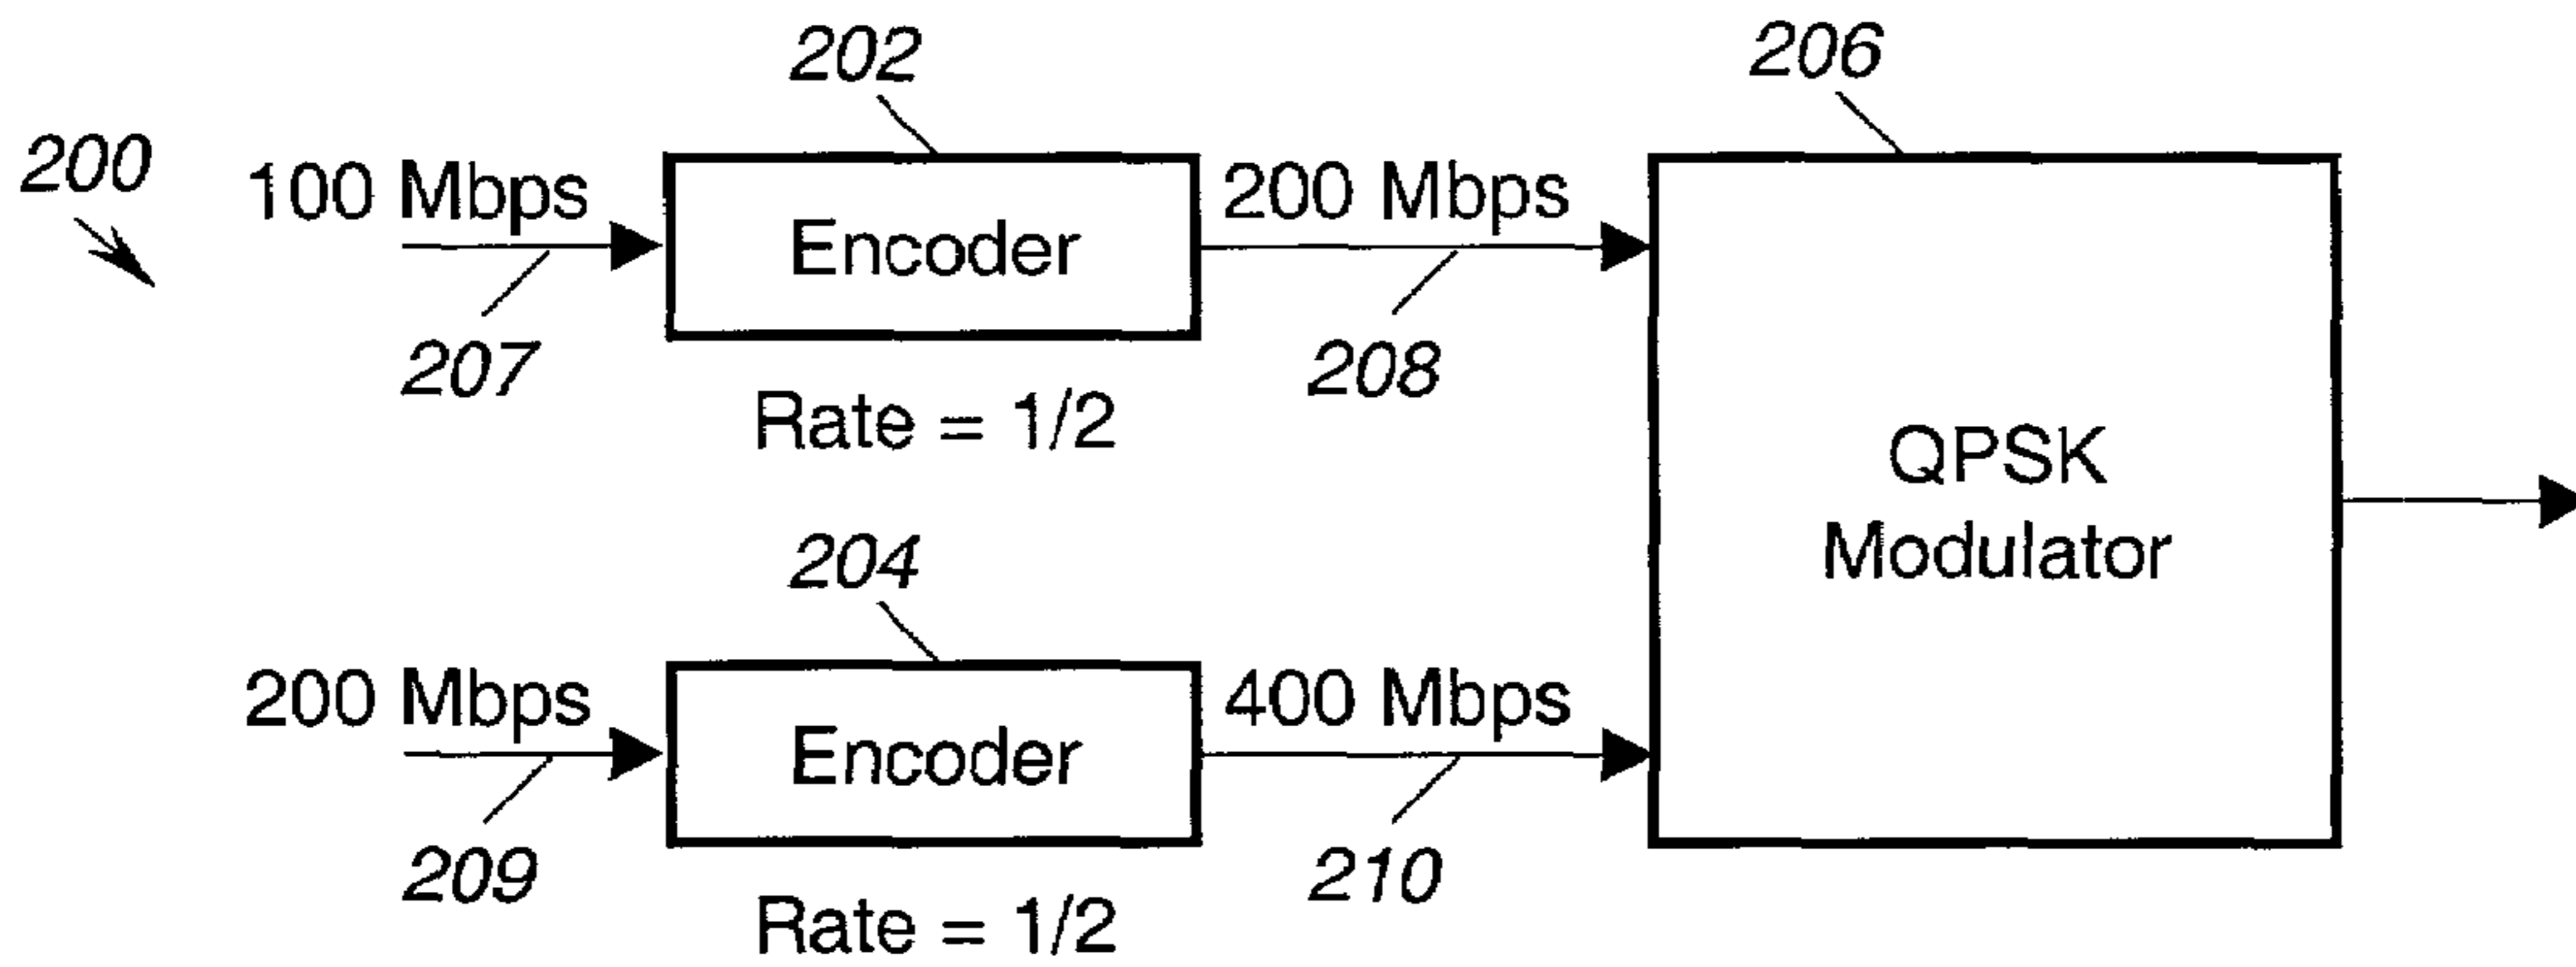 202
206
200
100 Mbps
Encoder
200 Mbps
207
208
Rate = 1/2
QPSK
Modulator
204
200 Mbps
Encoder
400 Mbps
209
210
Rate = 1/2